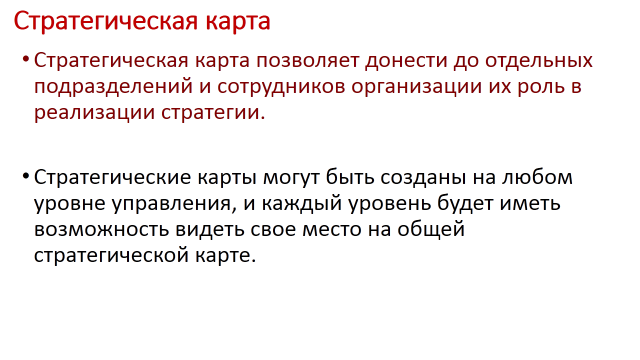 Стратегическая карта
• Стратегическая карта позволяет донести до отдельных
подразделений и сотрудников организации их роль в
реализации стратегии.
• Стратегические карты могут быть созданы на любом
уровне управления, и каждый уровень будет иметь
возможность видеть свое место на общей
стратегической карте.